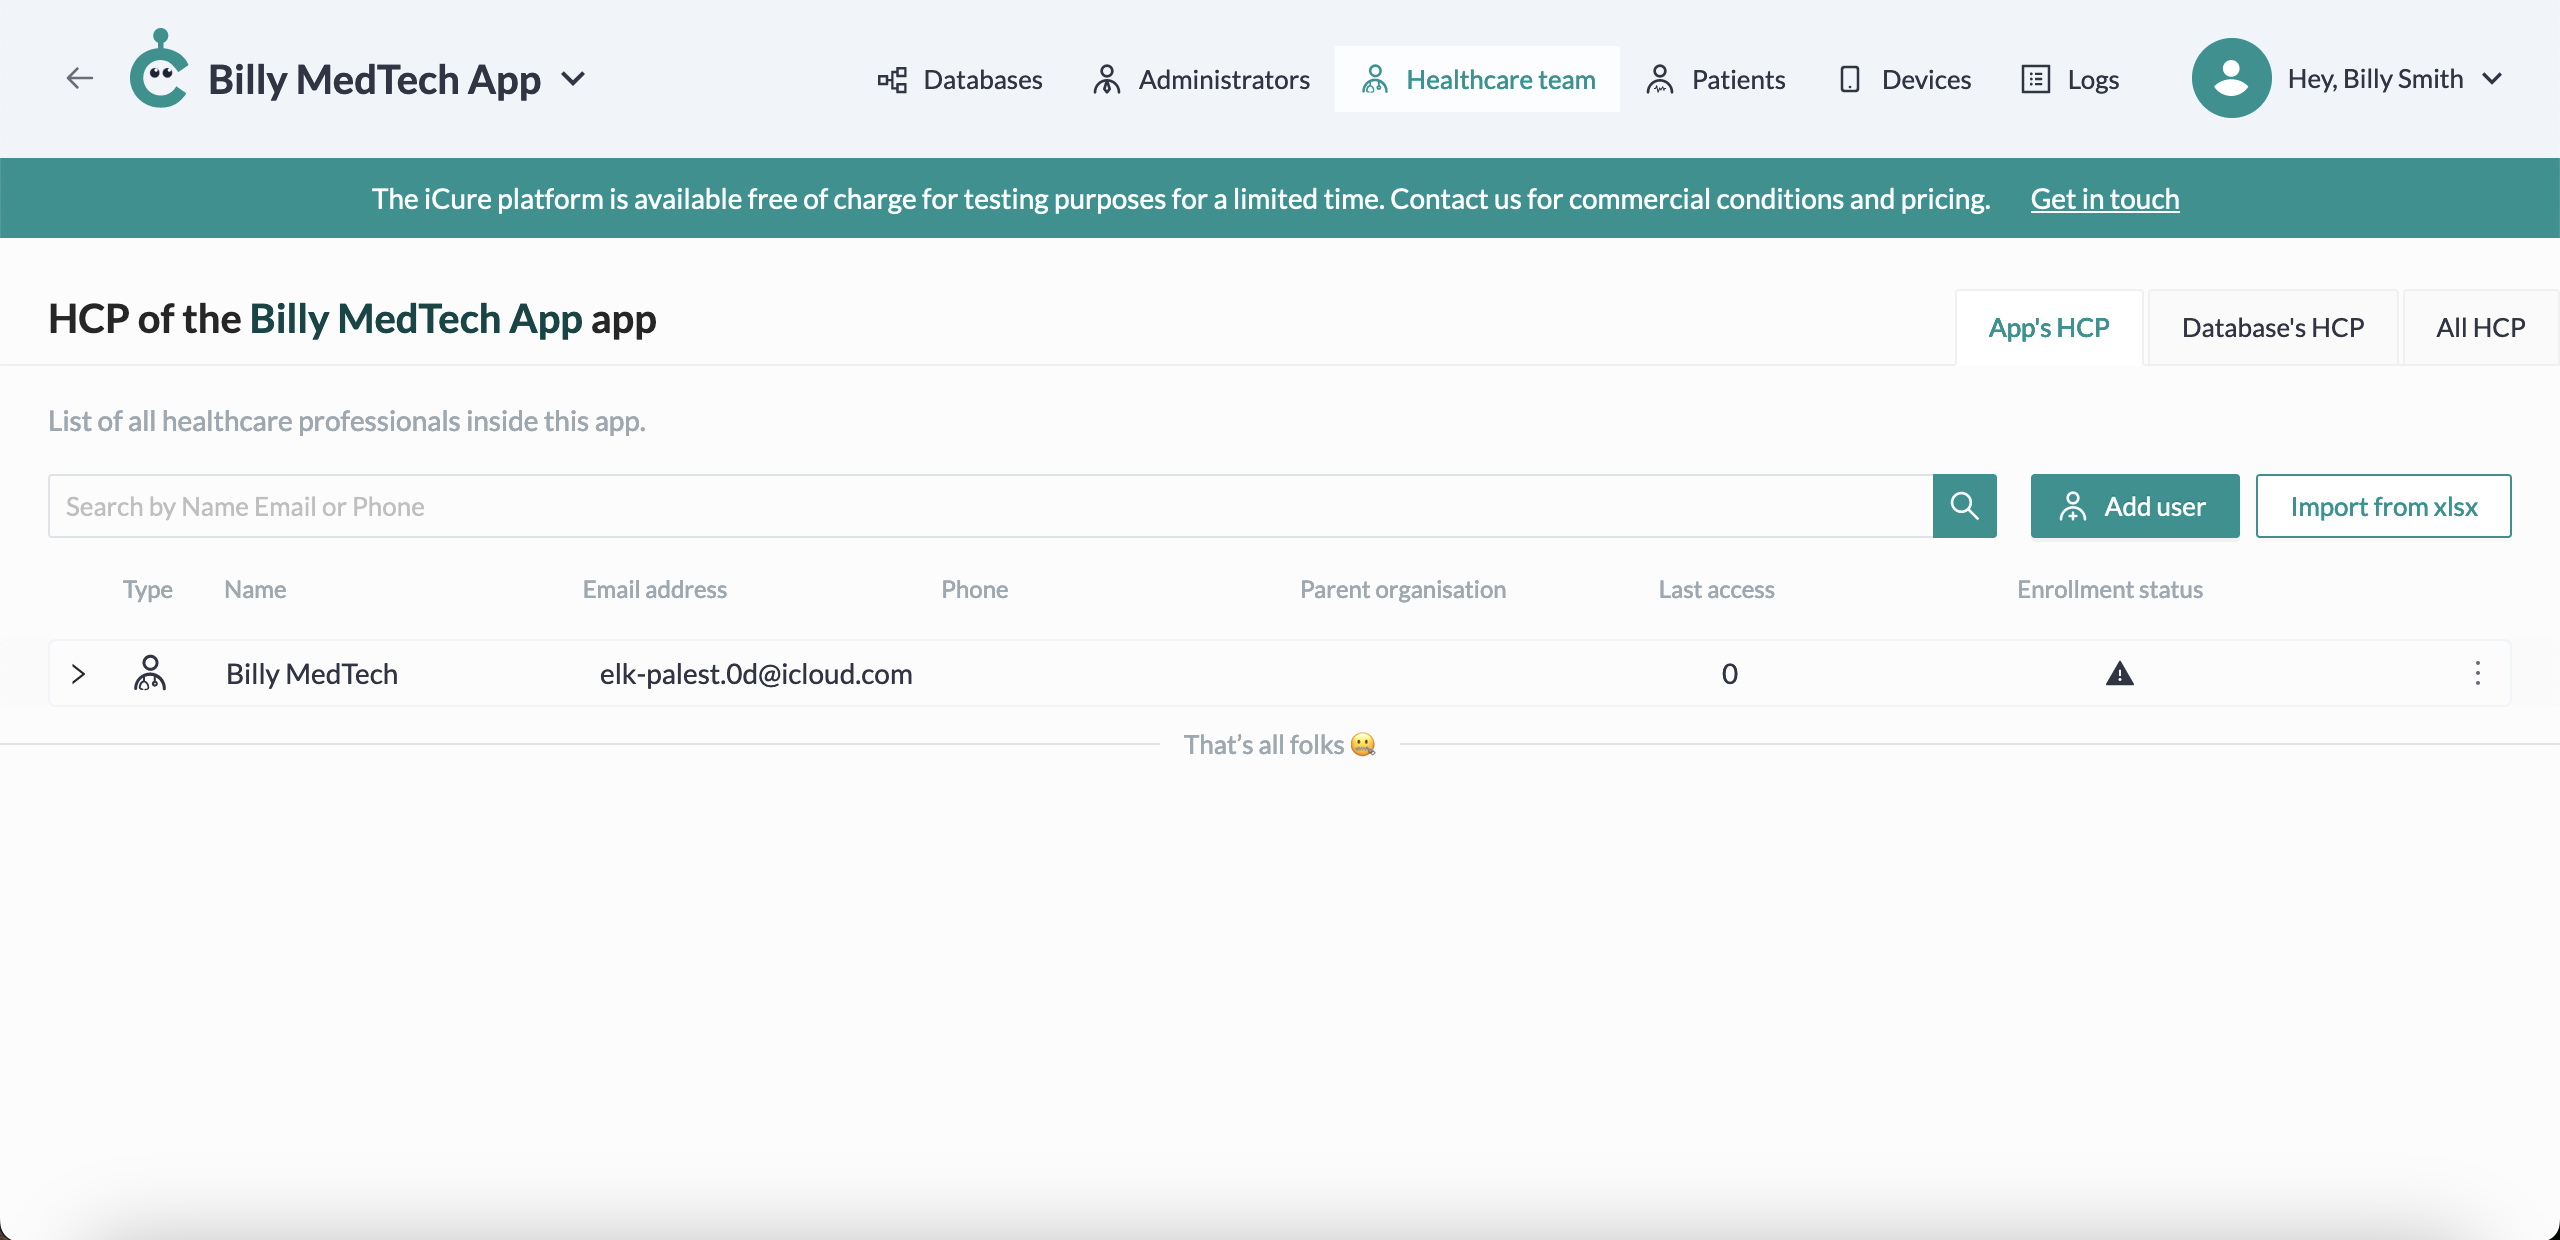 Billy MedTech App
Databases
Administrators
Healthcare team
Patients
Devices
Logs
Hey, Billy Smith
The iCure platform is available free of charge for testing purposes for a limited time. Contact us for commercial conditions and pricing. Get in touch
HCP of the Billy MedTech App app
App's HCP
Database's HCP
All HCP
List of all healthcare professionals inside this app.
Search by Name Email or Phone
Add user
Import from xlsx
Type Name Email address Phone Parent organisation Last access Enrollment status
Billy MedTech elk-palest.0d@icloud.com 0
That’s all folks 🤐